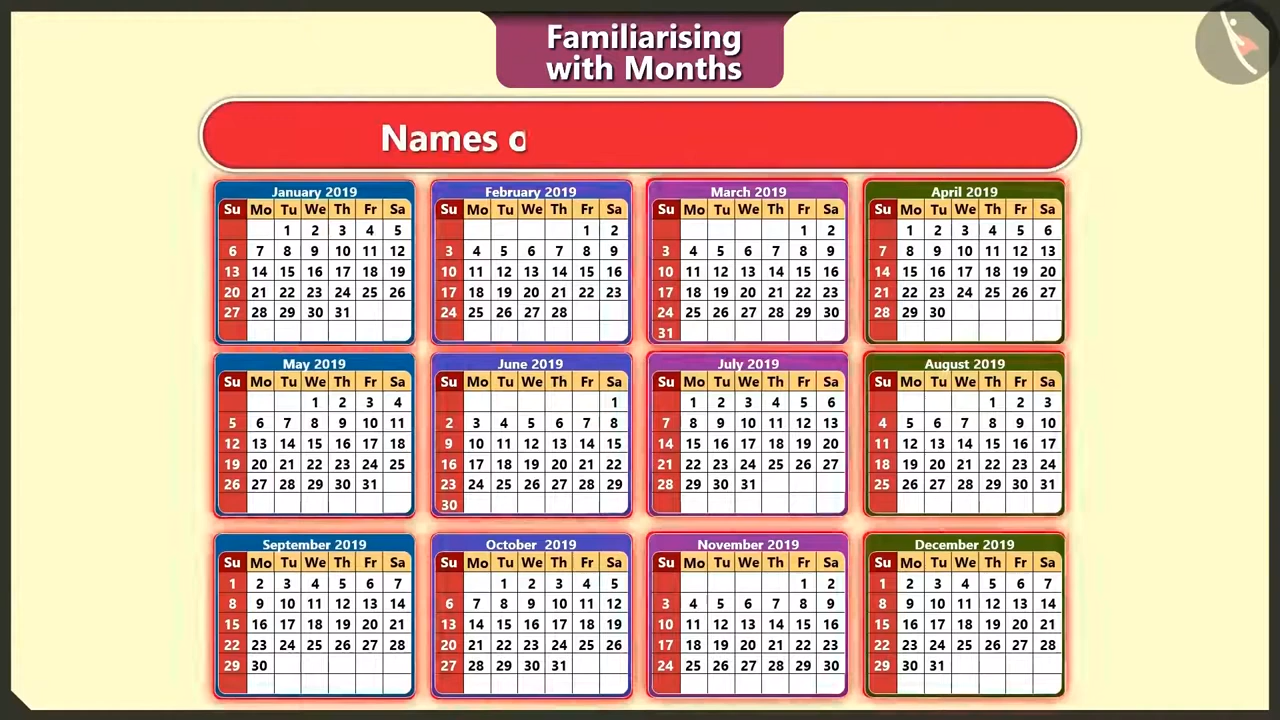 Familiarising
with Months
Names o
January 2019
Su Mo Tu We Th Fr Sa
1 2 3 4 5
6 7 8 9 10 11 12
13 14 15 16 17 18 19
20 21 22 23 24 25 26
27 28 29 30 31
February 2019
Su Mo Tu We Th Fr Sa
1 2
3 4 5 6 7 8 9
10 11 12 13 14 15 16
17 18 19 20 21 22 23
24 25 26 27 28
March 2019
Su Mo Tu We Th Fr Sa
1 2
3 4 5 6 7 8 9
10 11 12 13 14 15 16
17 18 19 20 21 22 23
24 25 26 27 28 29 30
31
April 2019
Su Mo Tu We Th Fr Sa
1 2 3 4 5 6
7 8 9 10 11 12 13
14 15 16 17 18 19 20
21 22 23 24 25 26 27
28 29 30
May 2019
Su Mo Tu We Th Fr Sa
1 2 3 4
5 6 7 8 9 10 11
12 13 14 15 16 17 18
19 20 21 22 23 24 25
26 27 28 29 30 31
June 2019
Su Mo Tu We Th Fr Sa
1
2 3 4 5 6 7 8
9 10 11 12 13 14 15
16 17 18 19 20 21 22
23 24 25 26 27 28 29
30
July 2019
Su Mo Tu We Th Fr Sa
1 2 3 4 5 6
7 8 9 10 11 12 13
14 15 16 17 18 19 20
21 22 23 24 25 26 27
28 29 30 31
August 2019
Su Mo Tu We Th Fr Sa
1 2 3
4 5 6 7 8 9 10
11 12 13 14 15 16 17
18 19 20 21 22 23 24
25 26 27 28 29 30 31
September 2019
Su Mo Tu We Th Fr Sa
1 2 3 4 5 6 7
8 9 10 11 12 13 14
15 16 17 18 19 20 21
22 23 24 25 26 27 28
29 30
October 2019
Su Mo Tu We Th Fr Sa
1 2 3 4 5
6 7 8 9 10 11 12
13 14 15 16 17 18 19
20 21 22 23 24 25 26
27 28 29 30 31
November 2019
Su Mo Tu We Th Fr Sa
1 2
3 4 5 6 7 8 9
10 11 12 13 14 15 16
17 18 19 20 21 22 23
24 25 26 27 28 29 30
December 2019
Su Mo Tu We Th Fr Sa
1 2 3 4 5 6 7
8 9 10 11 12 13 14
15 16 17 18 19 20 21
22 23 24 25 26 27 28
29 30 31